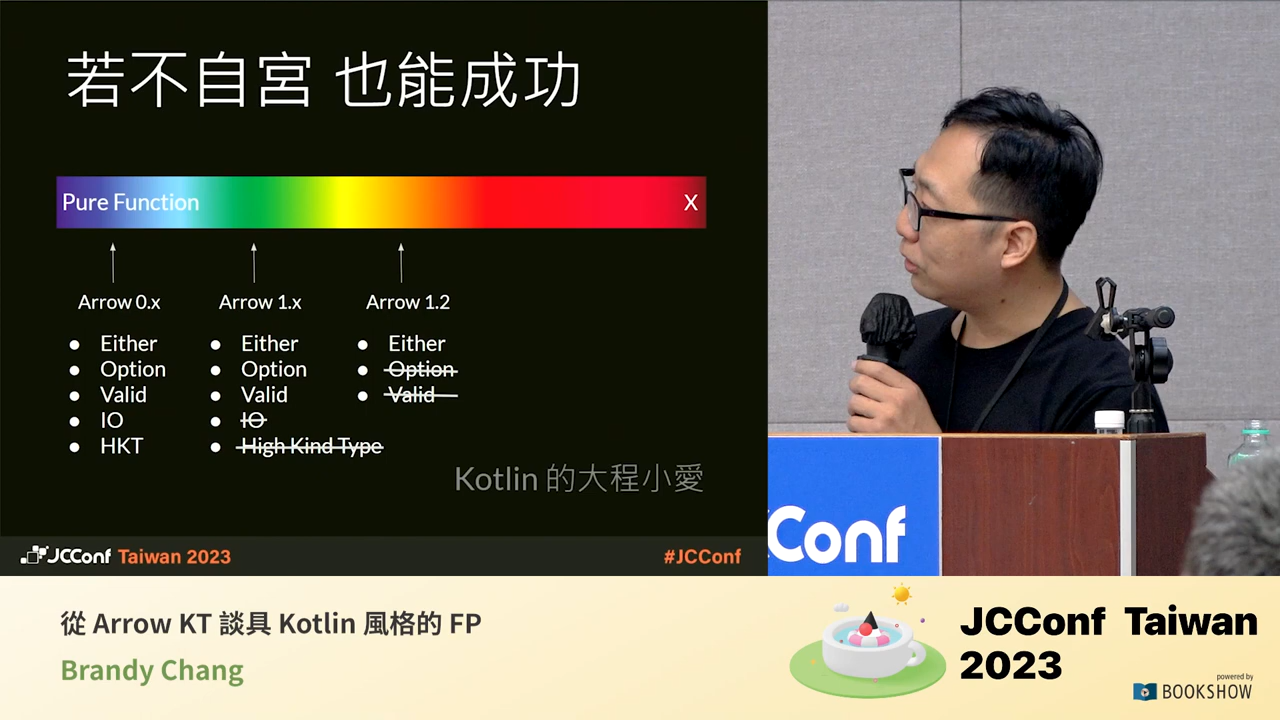 若不自宮 也能成功
Pure Function X
Arrow 0.x
Either
Option
Valid
IO
HKT
Arrow 1.x
Either
Option
Valid
IO
High Kind Type
Arrow 1.2
Either
Option
Valid
Kotlin 的大程小愛
JCConf Taiwan 2023
#JCConf
Conf
從 Arrow KT 談具 Kotlin 風格的 FP
Brandy Chang
JCConf Taiwan
2023
powered by
BOOKSHOW